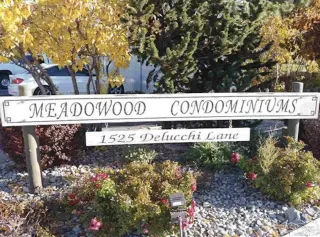 MEADOWOOD CONDOMINIUMS
1525 Delucchi Lane